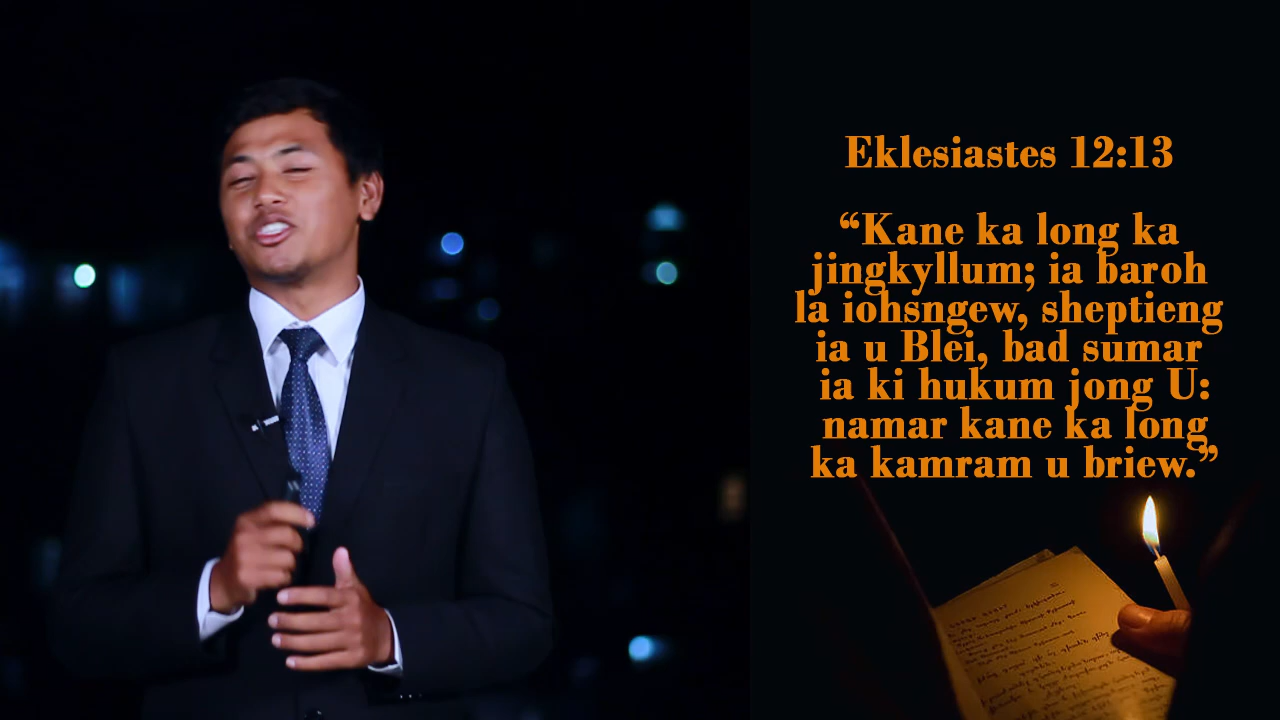 Eklesiastes 12:13
“Kane ka long ka
jingkyllum; ia baroh
la iohsngew, sheptieng
ia u Blei, bad sumar
ia ki hukum jong U:
namar kane ka long
ka kamram u briew.”